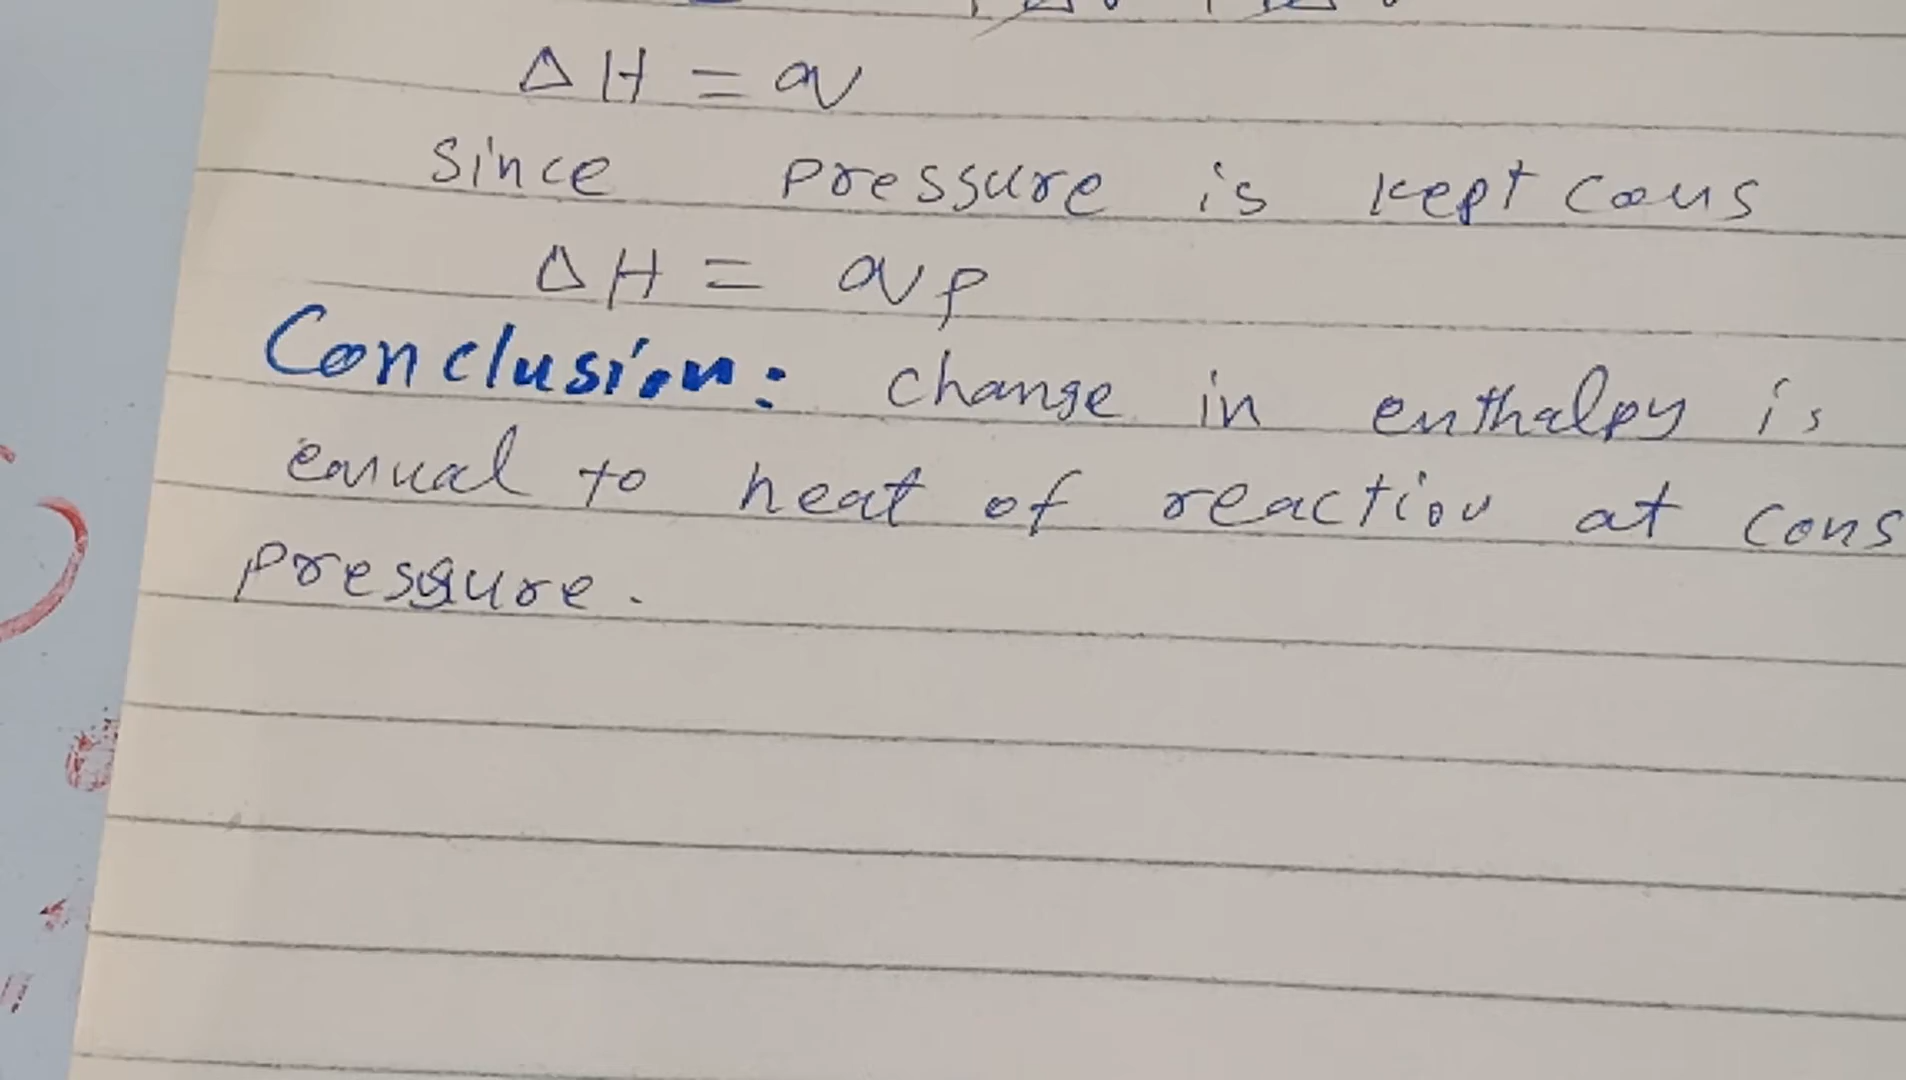 ΔH = q
Since pressure is kept cons
ΔH = qp
Conclusion: change in enthalpy is
equal to heat of reaction at cons
pressure.